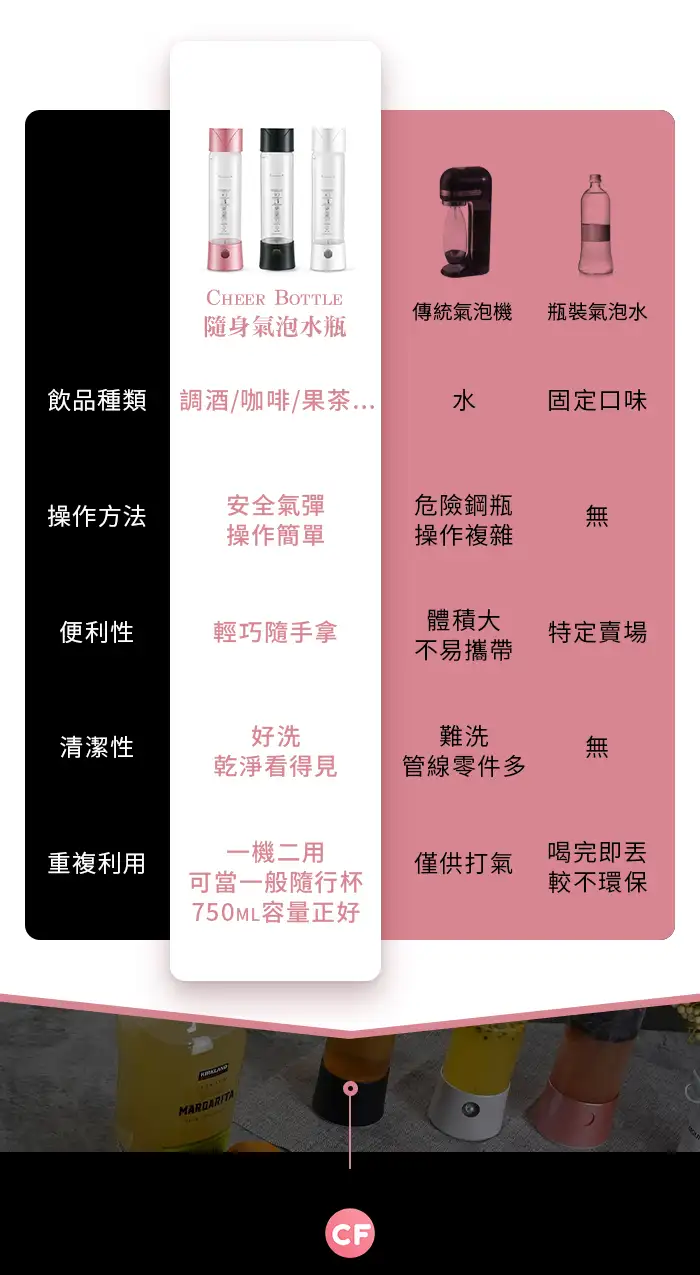 CHEER BOTTLE
隨身氣泡水瓶
傳統氣泡機
瓶裝氣泡水
飲品種類
調酒/咖啡/果茶...
水
固定口味
操作方法
安全氣彈
操作簡單
危險鋼瓶
操作複雜
無
便利性
輕巧隨手拿
體積大
不易攜帶
特定賣場
清潔性
好洗
乾淨看得見
難洗
管線零件多
無
重複利用
一機二用
可當一般隨行杯
750ML容量正好
僅供打氣
喝完即丟
較不環保
KIRKLAND
MARGARITA
CF